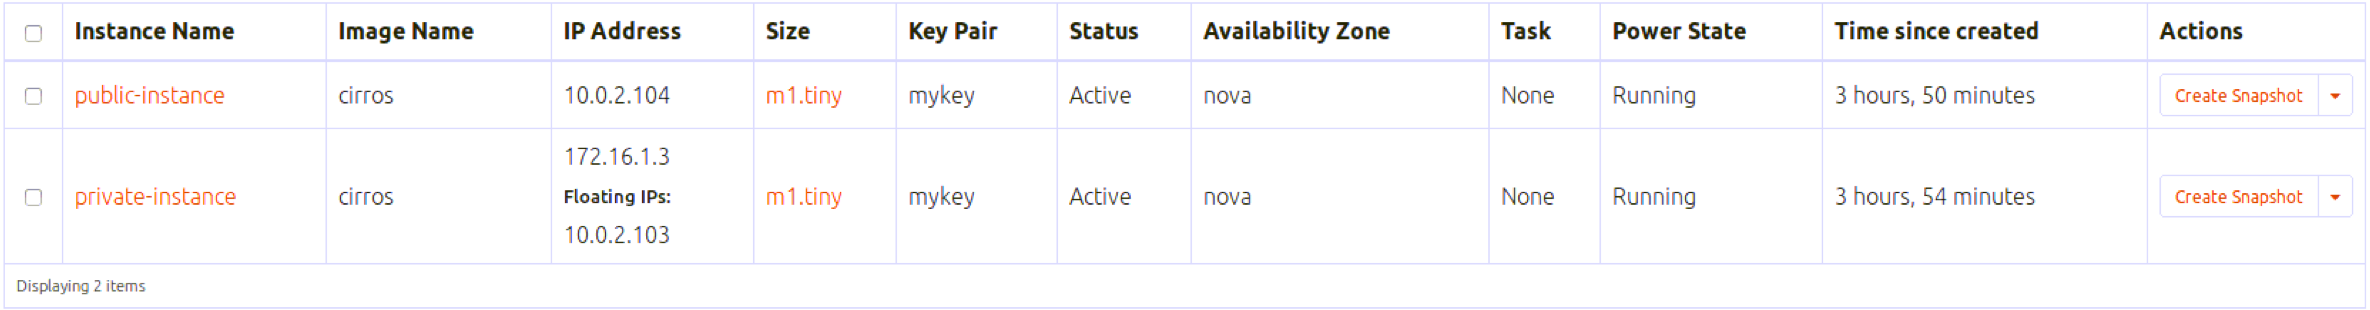 Instance Name Image Name IP Address Size Key Pair Status Availability Zone Task Power State Time since created Actions
public-instance cirros 10.0.2.104 m1.tiny mykey Active nova None Running 3 hours, 50 minutes Create Snapshot
172.16.1.3
private-instance cirros Floating IPs: m1.tiny mykey Active nova None Running 3 hours, 54 minutes Create Snapshot
10.0.2.103
Displaying 2 items